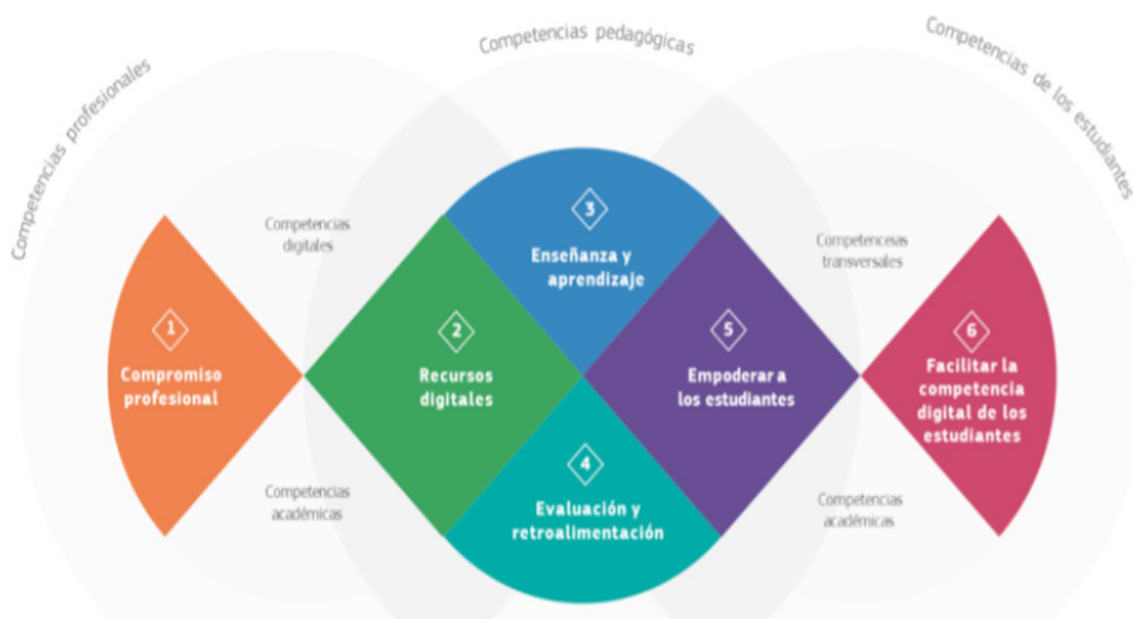 Competencias profesionales
Competencias pedagógicas
Competencias de los estudiantes
Competencias
digitales
Competencias
académicas
1
Compromiso
profesional
2
Recursos
digitales
3
Enseñanza y
aprendizaje
4
Evaluación y
retroalimentación
5
Empoderar a
los estudiantes
Competenceias
transversales
Competencias
académicas
6
Facilitar la
competencia
digital de los
estudiantes